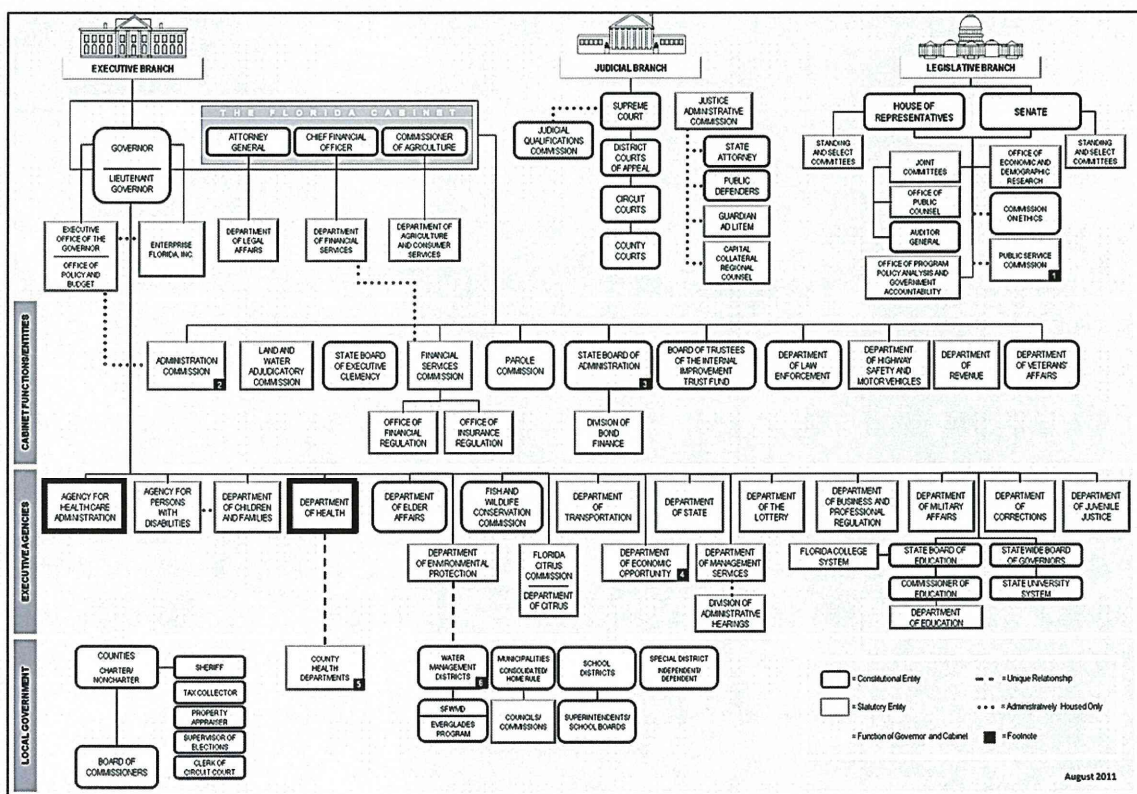 EXECUTIVE BRANCH
JUDICIAL BRANCH
LEGISLATIVE BRANCH
THE FLORIDA CABINET
GOVERNOR
LIEUTENANT
GOVERNOR
ATTORNEY
GENERAL
CHIEF FINANCIAL
OFFICER
COMMISSIONER
OF AGRICULTURE
EXECUTIVE
OFFICE OF THE
GOVERNOR
OFFICE OF
POLICY AND
BUDGET
ENTERPRISE
FLORIDA, INC.
DEPARTMENT
OF LEGAL
AFFAIRS
DEPARTMENT
OF FINANCIAL
SERVICES
DEPARTMENT OF
AGRICULTURE
AND CONSUMER
SERVICES
JUDICIAL
QUALIFICATIONS
COMMISSION
SUPREME
COURT
DISTRICT
COURTS OF
APPEAL
CIRCUIT
COURTS
COUNTY
COURTS
JUSTICE
ADMINISTRATIVE
COMMISSION
STATE
ATTORNEY
PUBLIC
DEFENDERS
GUARDIAN
AD LITEM
CAPITAL
COLLATERAL
REGIONAL
COUNSEL
HOUSE OF
REPRESENTATIVES
SENATE
STANDING
AND SELECT
COMMITTEES
STANDING
AND SELECT
COMMITTEES
JOINT
COMMITTEES
OFFICE OF
PUBLIC
COUNSEL
AUDITOR
GENERAL
OFFICE OF PROGRAM
POLICY ANALYSIS AND
GOVERNMENT
ACCOUNTABILITY
OFFICE OF
ECONOMIC AND
DEMOGRAPHIC
RESEARCH
COMMISSION
ON ETHICS
PUBLIC SERVICE
COMMISSION
1
CABINET FUNCTIONS/ENTITIES
ADMINISTRATION
COMMISSION
2
LAND AND
WATER
ADJUDICATORY
COMMISSION
STATE BOARD
OF EXECUTIVE
CLEMENCY
FINANCIAL
SERVICES
COMMISSION
PAROLE
COMMISSION
STATE BOARD OF
ADMINISTRATION
3
BOARD OF TRUSTEES
OF THE INTERNAL
IMPROVEMENT
TRUST FUND
DEPARTMENT
OF LAW
ENFORCEMENT
DEPARTMENT
OF HIGHWAY
SAFETY AND
MOTOR VEHICLES
DEPARTMENT
OF
REVENUE
DEPARTMENT
OF VETERANS'
AFFAIRS
OFFICE OF
FINANCIAL
REGULATION
OFFICE OF
INSURANCE
REGULATION
DIVISION OF
BOND
FINANCE
EXECUTIVE AGENCIES
AGENCY FOR
HEALTH CARE
ADMINISTRATION
AGENCY FOR
PERSONS
WITH
DISABILITIES
DEPARTMENT
OF CHILDREN
AND FAMILIES
DEPARTMENT
OF HEALTH
DEPARTMENT
OF ELDER
AFFAIRS
FISH AND
WILDLIFE
CONSERVATION
COMMISSION
DEPARTMENT
OF
TRANSPORTATION
DEPARTMENT
OF STATE
DEPARTMENT
OF THE
LOTTERY
DEPARTMENT
OF BUSINESS AND
PROFESSIONAL
REGULATION
DEPARTMENT
OF MILITARY
AFFAIRS
DEPARTMENT
OF
CORRECTIONS
DEPARTMENT
OF JUVENILE
JUSTICE
DEPARTMENT
OF ENVIRONMENTAL
PROTECTION
FLORIDA
CITRUS
COMMISSION
DEPARTMENT
OF CITRUS
DEPARTMENT
OF ECONOMIC
OPPORTUNITY
4
DEPARTMENT
OF MANAGEMENT
SERVICES
DIVISION OF
ADMINISTRATIVE
HEARINGS
FLORIDA COLLEGE
SYSTEM
STATE BOARD OF
EDUCATION
COMMISSIONER OF
EDUCATION
DEPARTMENT
OF EDUCATION
STATEWIDE BOARD
OF GOVERNORS
STATE UNIVERSITY
SYSTEM
LOCAL GOVERNMENT
COUNTIES
CHARTER/
NONCHARTER
BOARD OF
COMMISSIONERS
SHERIFF
TAX COLLECTOR
PROPERTY
APPRAISER
SUPERVISOR OF
ELECTIONS
CLERK OF
CIRCUIT COURT
COUNTY
HEALTH
DEPARTMENTS
5
WATER
MANAGEMENT
DISTRICTS
6
SFWMD
EVERGLADES
PROGRAM
MUNICIPALITIES
CONSOLIDATED/
HOME RULE
COUNCILS/
COMMISSIONS
SCHOOL
DISTRICTS
SUPERINTENDENTS/
SCHOOL BOARDS
SPECIAL DISTRICT
INDEPENDENT/
DEPENDENT
= Constitutional Entity
= Statutory Entity
= Function of Governor and Cabinet
= Unique Relationship
= Administratively Housed Only
= Footnote
August 2011